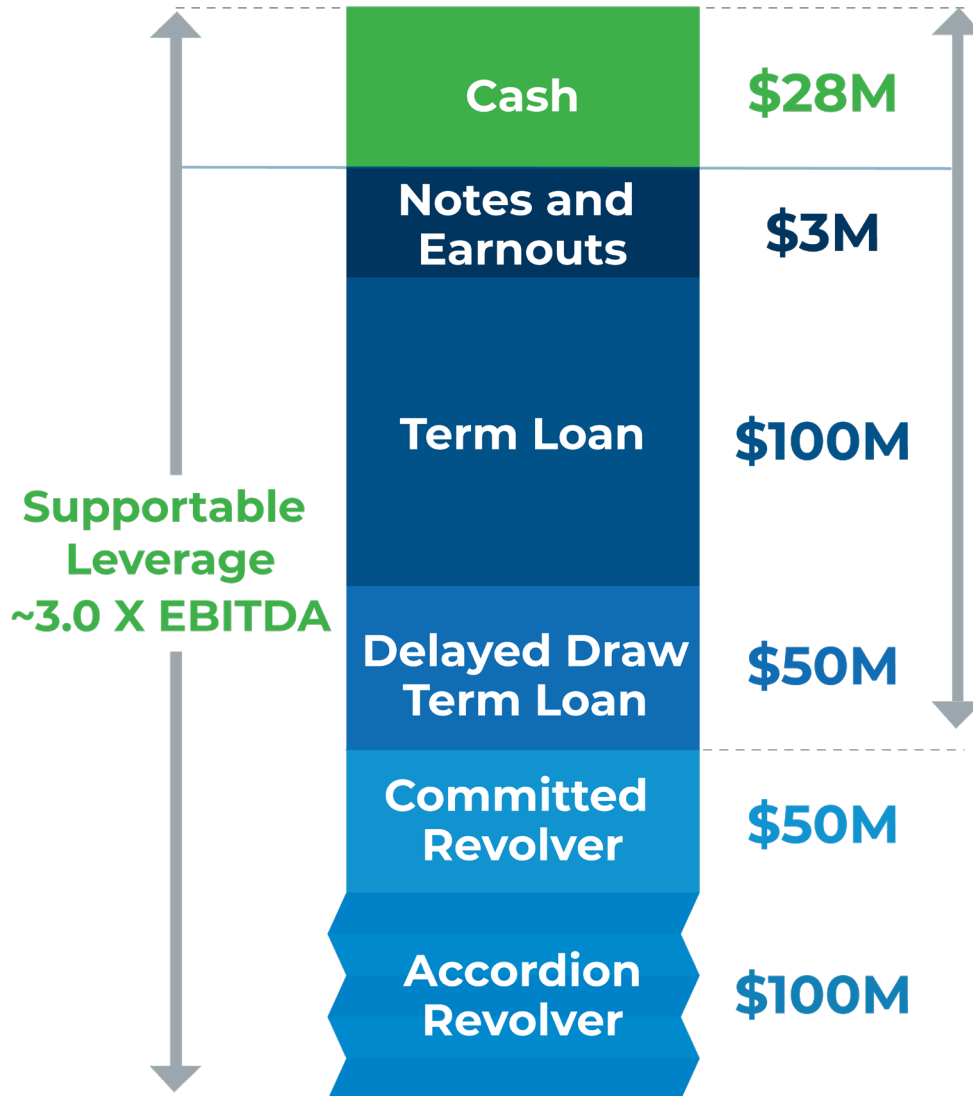 Cash
$28M
Notes and
Earnouts
$3M
Term Loan
$100M
Supportable
Leverage
~3.0 X EBITDA
Delayed Draw
Term Loan
$50M
Committed
Revolver
$50M
Accordion
Revolver
$100M